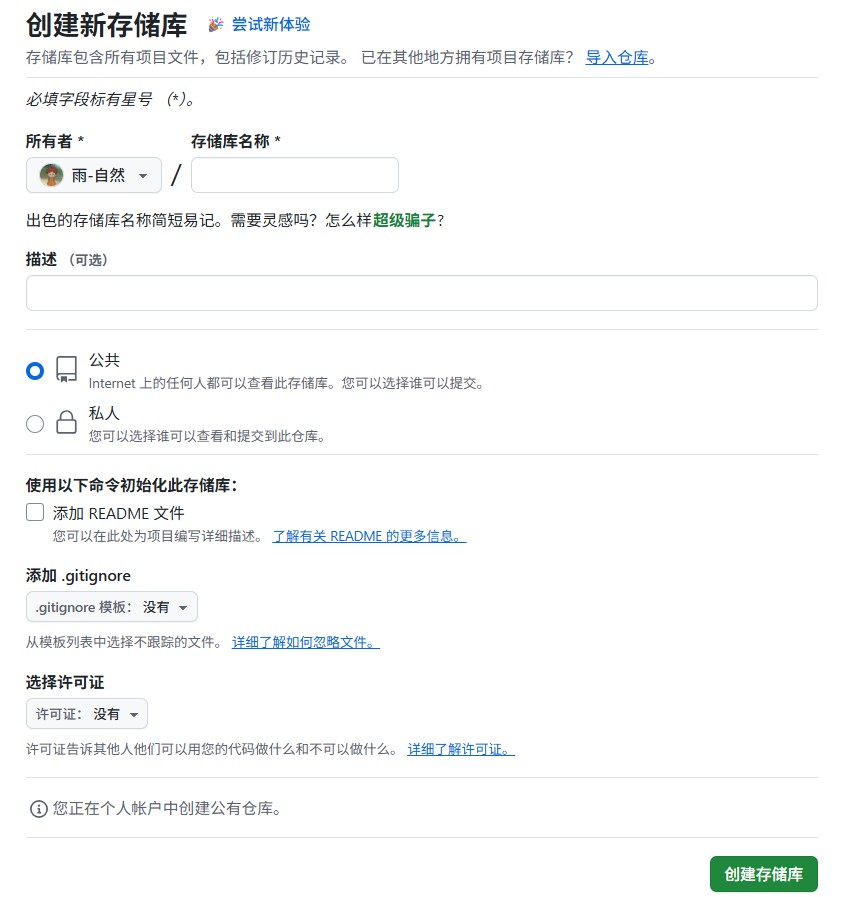 创建新存储库 尝试新体验
存储库包含所有项目文件，包括修订历史记录。 已在其他地方拥有项目存储库？ 导入仓库。
必填字段标有星号 （*）。
所有者 * 存储库名称 *
雨-自然 /
出色的存储库名称简短易记。需要灵感吗？怎么样超级骗子？
描述 （可选）
公共
Internet 上的任何人都可以查看此存储库。您可以选择谁可以提交。
私人
您可以选择谁可以查看和提交到此仓库。
使用以下命令初始化此存储库：
添加 README 文件
您可以在此处为项目编写详细描述。 了解有关 README 的更多信息。
添加 .gitignore
.gitignore 模板： 没有
从模板列表中选择不跟踪的文件。 详细了解如何忽略文件。
选择许可证
许可证： 没有
许可证告诉其他人他们可以用您的代码做什么和不可以做什么。 详细了解许可证。
您正在个人帐户中创建公有仓库。
创建存储库